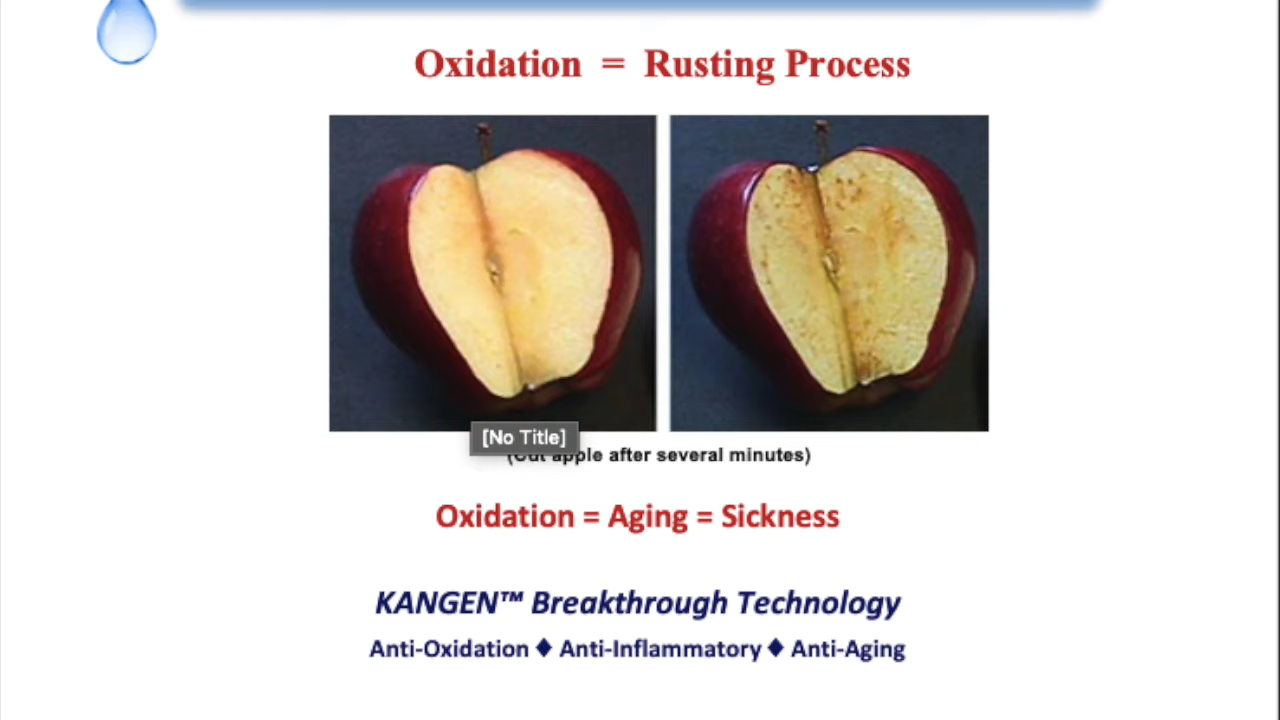 Oxidation = Rusting Process
[No Title]
apple after several minutes)
Oxidation = Aging = Sickness
KANGEN™ Breakthrough Technology
Anti-Oxidation ♦ Anti-Inflammatory ♦ Anti-Aging